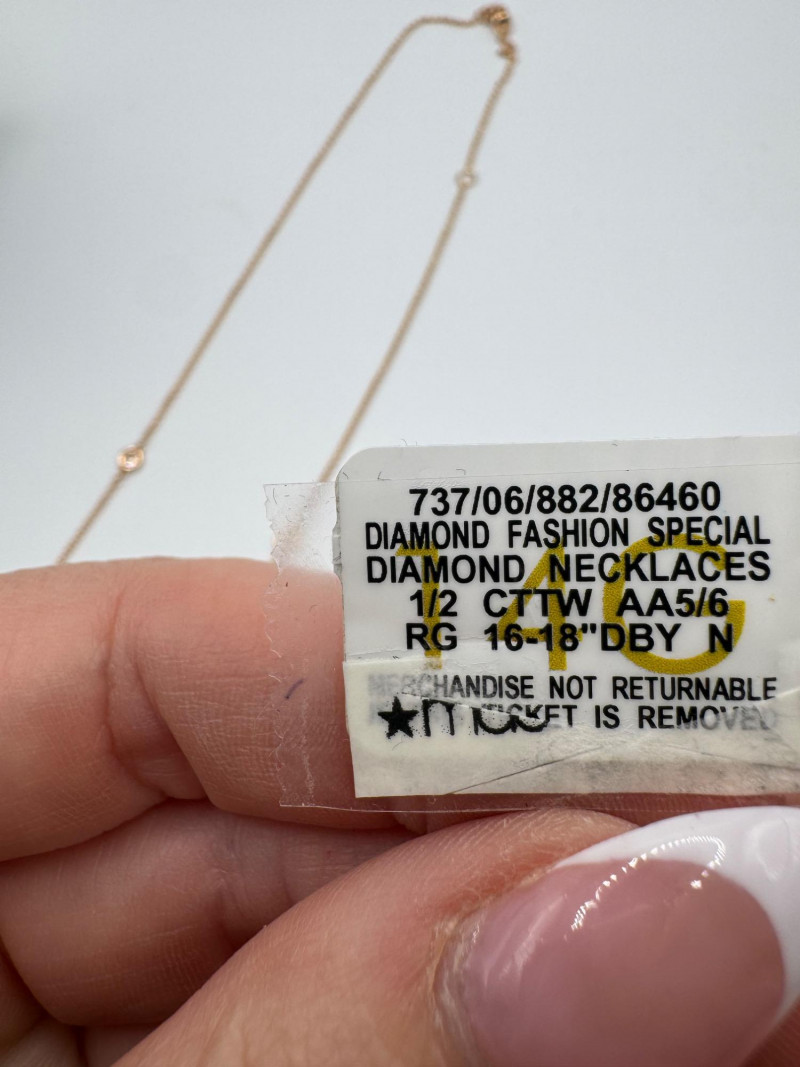 737/06/882/86460
DIAMOND FASHION SPECIAL
DIAMOND NECKLACES
1/2 CTTW AA5/6
RG 16-18"DBY N
14G
MERCHANDISE NOT RETURNABLE
TICKET IS REMOVED